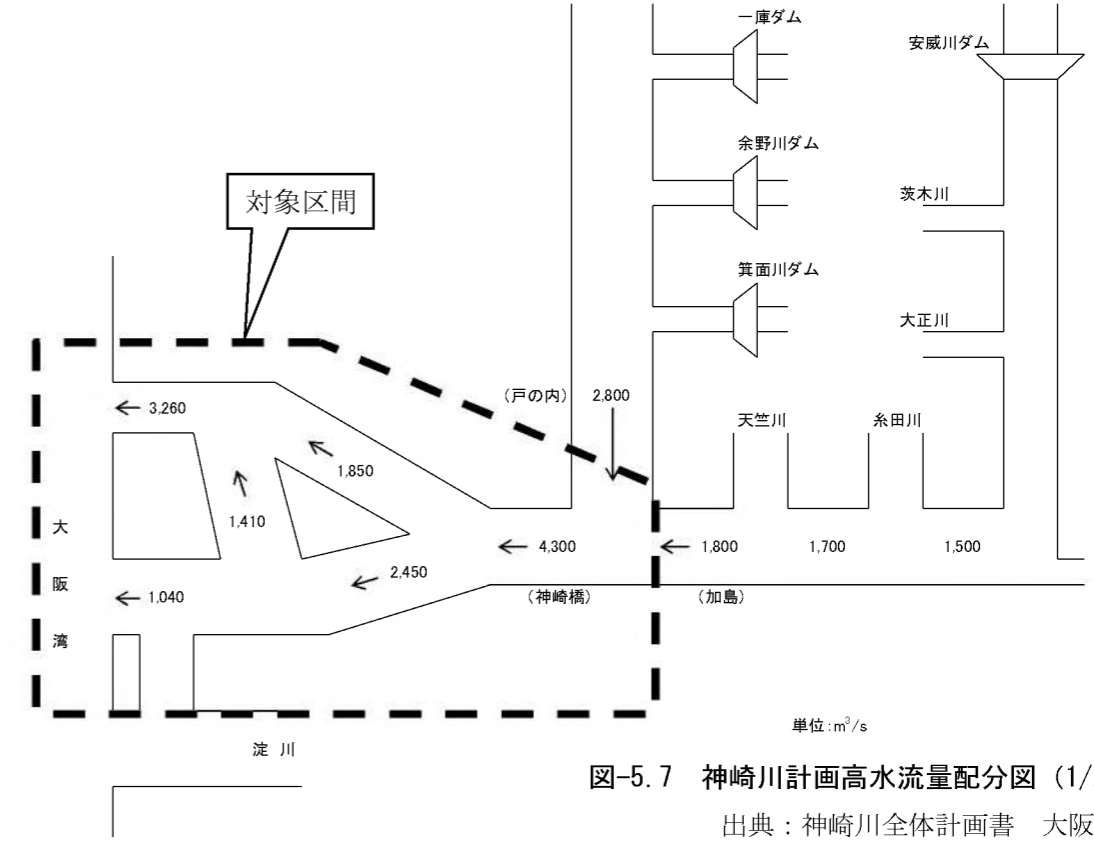 一庫ダム
安威川ダム
余野川ダム
茨木川
対象区間
箕面川ダム
大正川
(戸の内)
2,800
3,260
天竺川
糸田川
1,850
1,410
大阪湾
4,300
1,800
1,700
1,500
2,450
1,040
(神崎橋)
(加島)
単位:m³/s
淀 川
図-5.7 神崎川計画高水流量配分図 (1/
出典:神崎川全体計画書 大阪